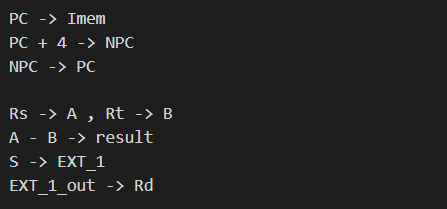 PC -> Imem
PC + 4 -> NPC
NPC -> PC
Rs -> A , Rt -> B
A - B -> result
S -> EXT_1
EXT_1_out -> Rd